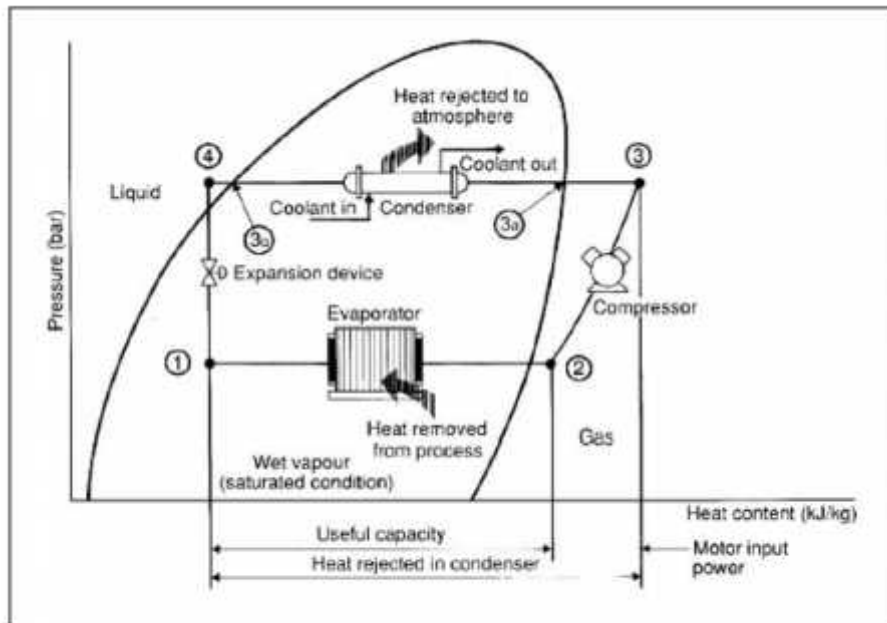 Heat rejected to
atmosphere
④
③
Coolant out
Liquid
Coolant in
Condenser
Pressure (bar)
Expansion device
Compressor
Evaporator
①
②
Heat removed
from process
Gas
Wet vapour
(saturated condition)
Heat content (kJ/kg)
Useful capacity
Heat rejected in condenser
Motor input
power